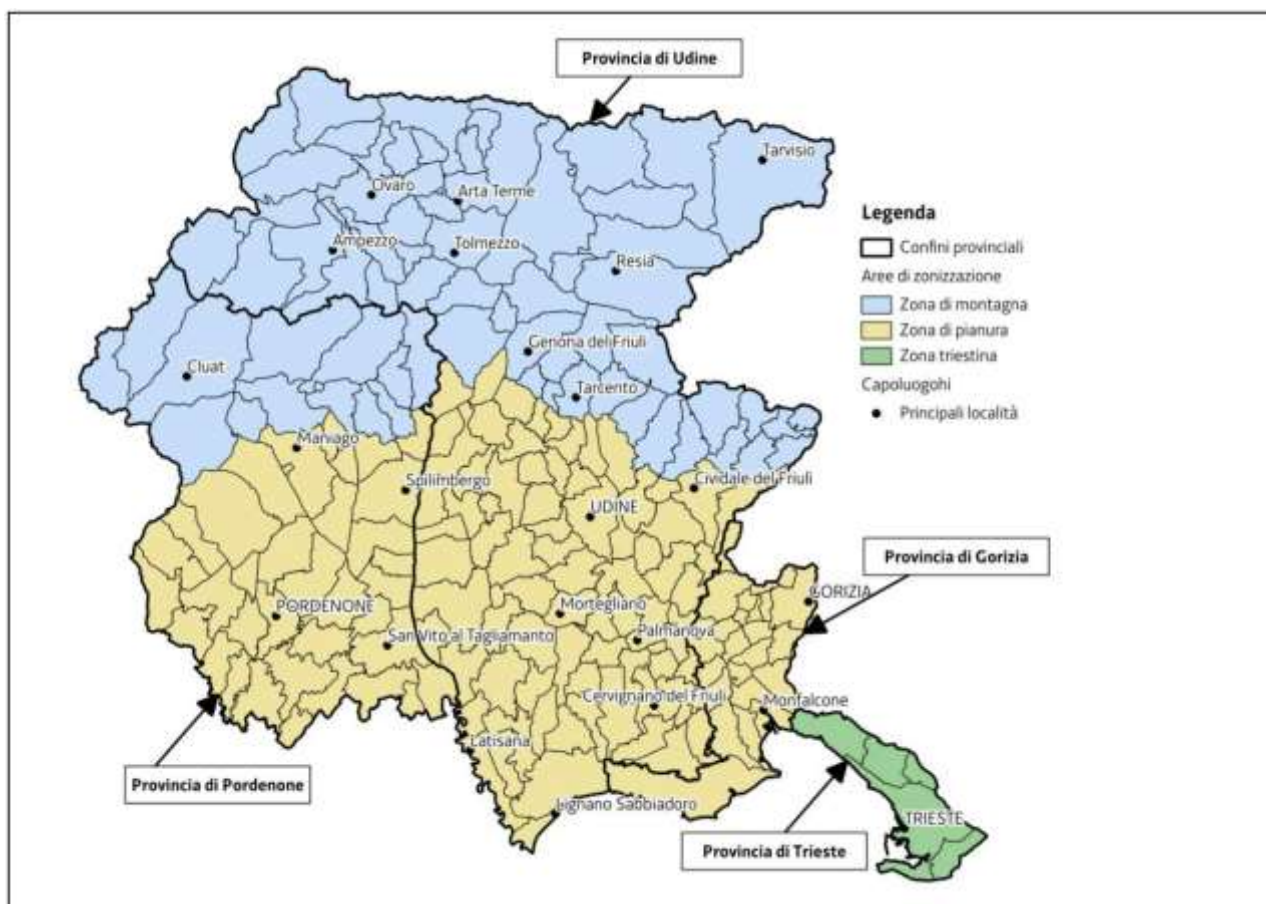 Provincia di Udine
Tarvisio
Ovaro
Arta Terme
Legenda
Confini provinciali
Ampezzo
Tolmezzo
Resia
Aree di zonizzazione
Zona di montagna
Zona di pianura
Genona del Friuli
Zona triestina
Cluat
Capoluogohi
Tarcento
Principali località
Maniago
Spilimbergo
Cividale del Friuli
UDINE
Provincia di Gorizia
PORDENONE
Mortegliano
GORIZIA
San Vito al Tagliamanto
Palmanova
Cervignano del Friuli
Monfalcone
Latisana
Provincia di Pordenone
Lignano Sabbiadoro
TRIESTE
Provincia di Trieste